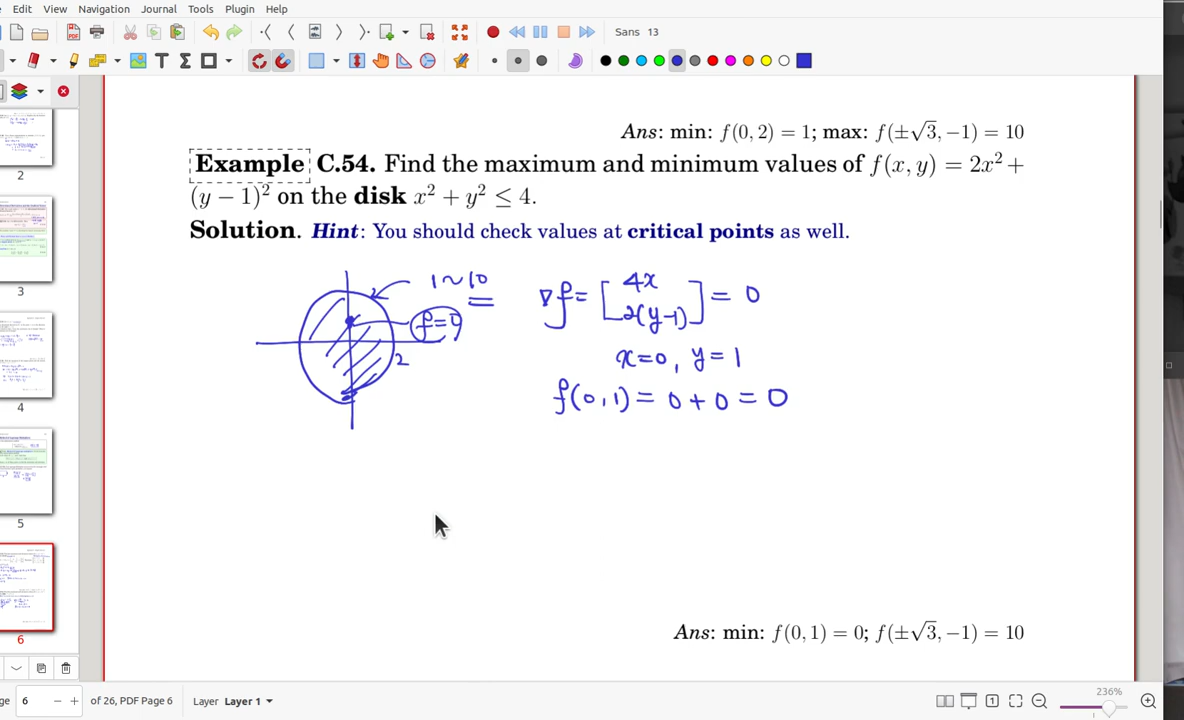 Edit View Navigation Journal Tools Plugin Help
Sans 13
2
3
4
5
6
Ans: min: f(0, 2) = 1; max: f(±√3, −1) = 10
Example C.54. Find the maximum and minimum values of f(x, y) = 2x² +
(y − 1)² on the disk x² + y² ≤ 4.
Solution. Hint: You should check values at critical points as well.
1~10
∇f = [4x
2(y-1)] = 0
f=9
2
x=0, y=1
f(0,1) = 0 + 0 = 0
Ans: min: f(0, 1) = 0; f(±√3, −1) = 10
ge 6 − + of 26, PDF Page 6 Layer Layer 1
236%